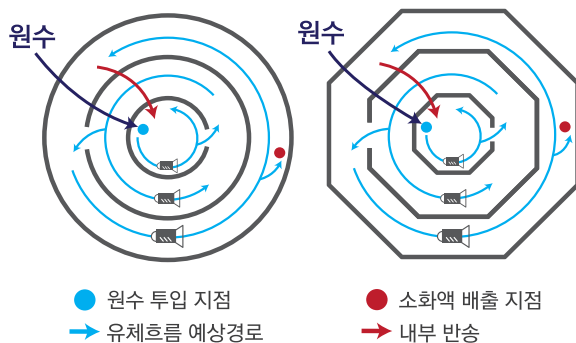 원수
원수
원수 투입 지점
소화액 배출 지점
유체흐름 예상경로
내부 반송